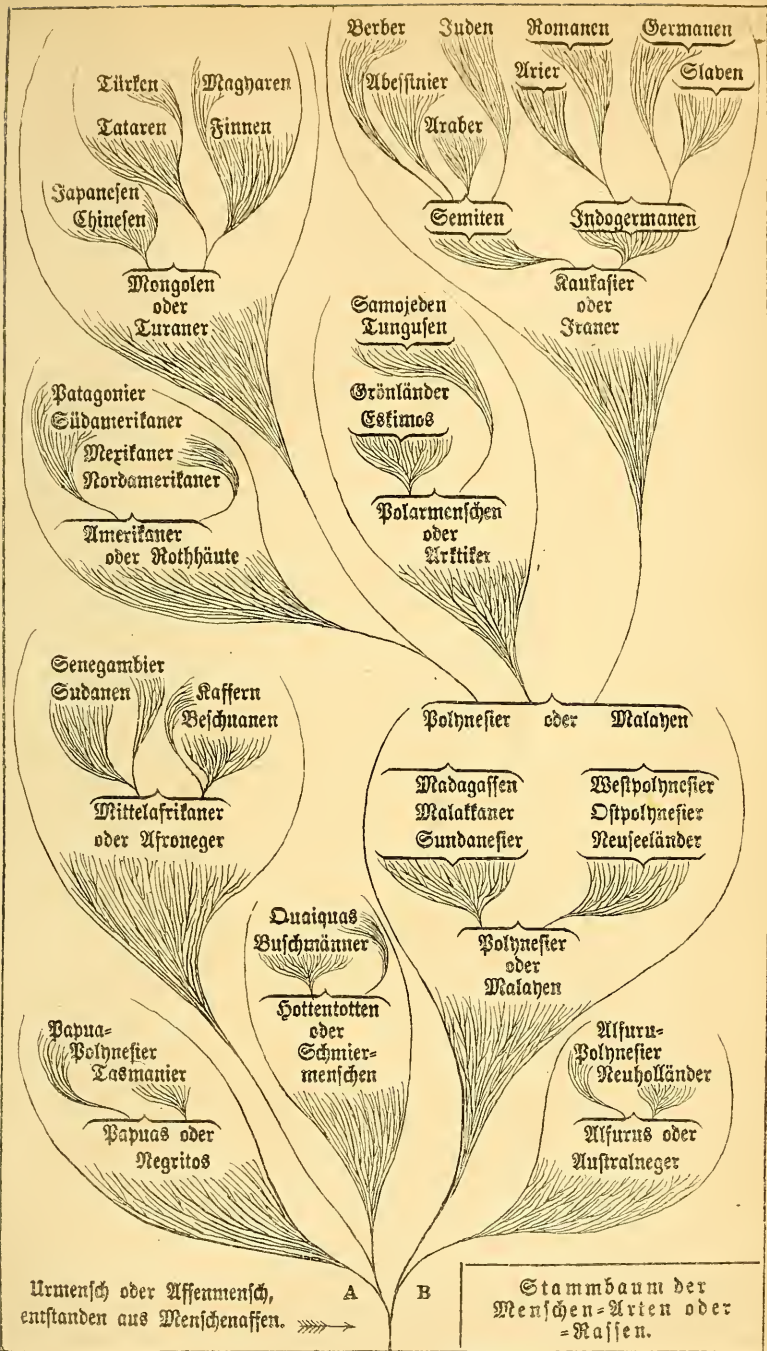 Berber Juden Romanen Germanen
Türken Magyaren Abessinier Arier Slaven
Tataren Finnen Araber
Japanesen
Chinesen
Semiten Indogermanen
Mongolen
oder
Turaner
Kaukasier
oder
Iraner
Samojeden
Tungusen
Grönländer
Eskimos
Polarmenschen
oder
Arktiker
Patagonier
Südamerikaner
Mexikaner
Nordamerikaner
Amerikaner
oder Rothhäute
Senegambier
Sudanen
Kaffern
Beschuanen
Mittelafrikaner
oder Afroneger
Polynesier oder Malayen
Madagassen
Malakkaner
Sundanesier
Westpolynesier
Ostpolynesier
Neuseeländer
Polynesier
oder
Malayen
Quaiquas
Buschmänner
Hottentotten
oder
Schmier-
menschen
Papua-
Polynesier
Tasmanier
Papuas oder
Negritos
Alfuru-
Polynesier
Neuholländer
Alfurus oder
Australneger
Urmensch oder Affenmensch,
entstanden aus Menschenaffen.
A B
Stammbaum der
Menschen-Arten oder
-Rassen.